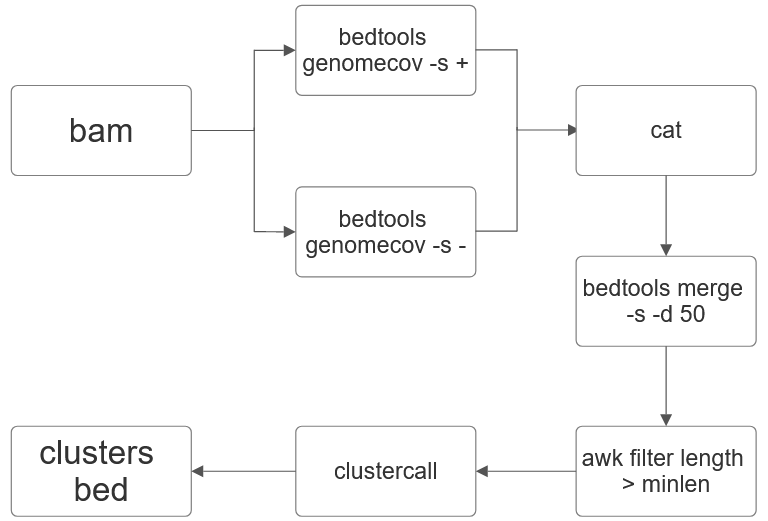 bedtools
genomecov -s +
bam
cat
bedtools
genomecov -s -
bedtools merge
-s -d 50
awk filter length
> minlen
clustercall
clusters
bed